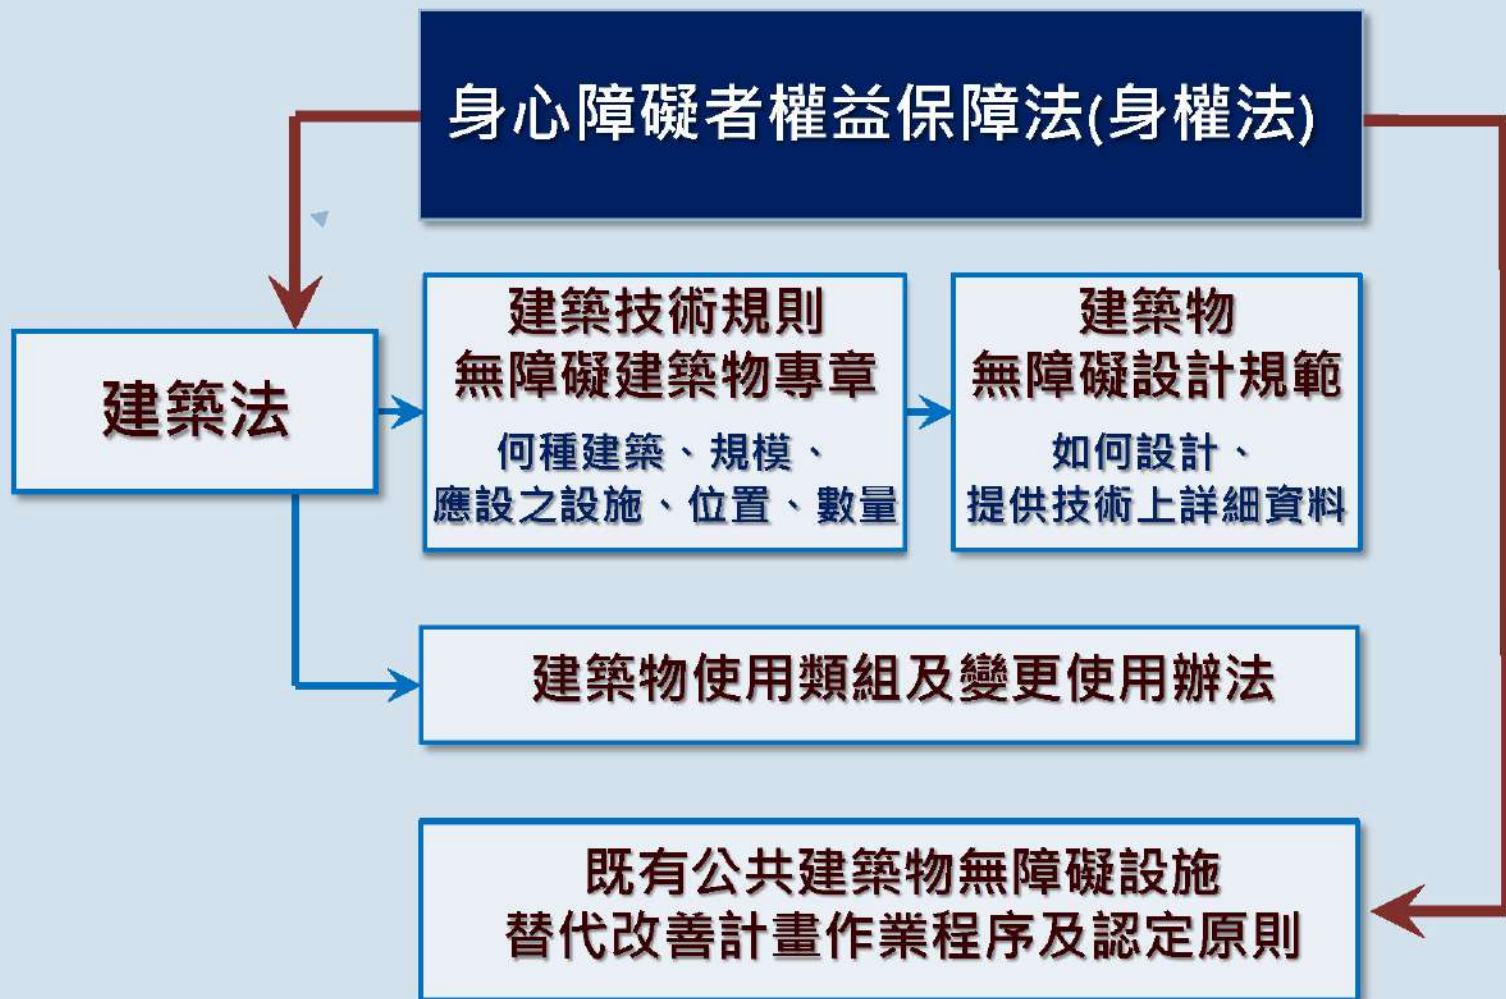 身心障礙者權益保障法(身權法)
建築法
建築技術規則
無障礙建築物專章
何種建築、規模、
應設之設施、位置、數量
建築物
無障礙設計規範
如何設計、
提供技術上詳細資料
建築物使用類組及變更使用辦法
既有公共建築物無障礙設施
替代改善計畫作業程序及認定原則